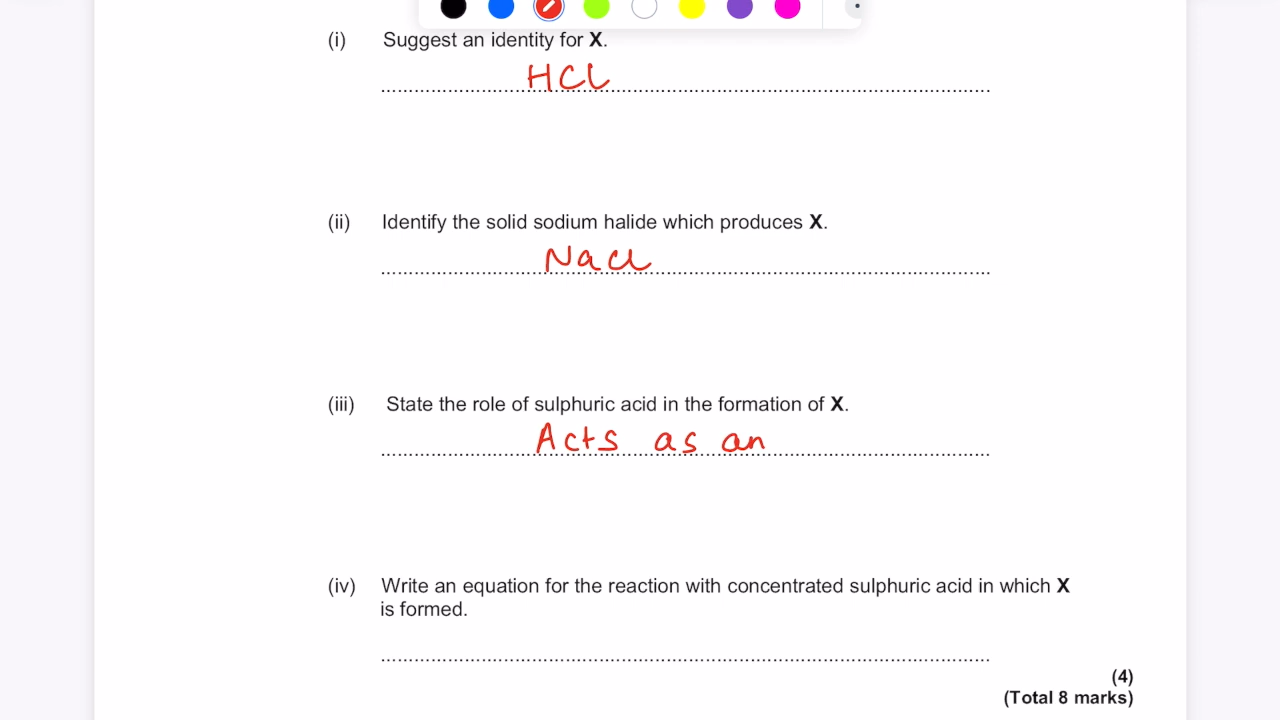 (i) Suggest an identity for X.
HCl
(ii) Identify the solid sodium halide which produces X.
NaCl
(iii) State the role of sulphuric acid in the formation of X.
Acts as an
(iv) Write an equation for the reaction with concentrated sulphuric acid in which X
is formed.
(4)
(Total 8 marks)